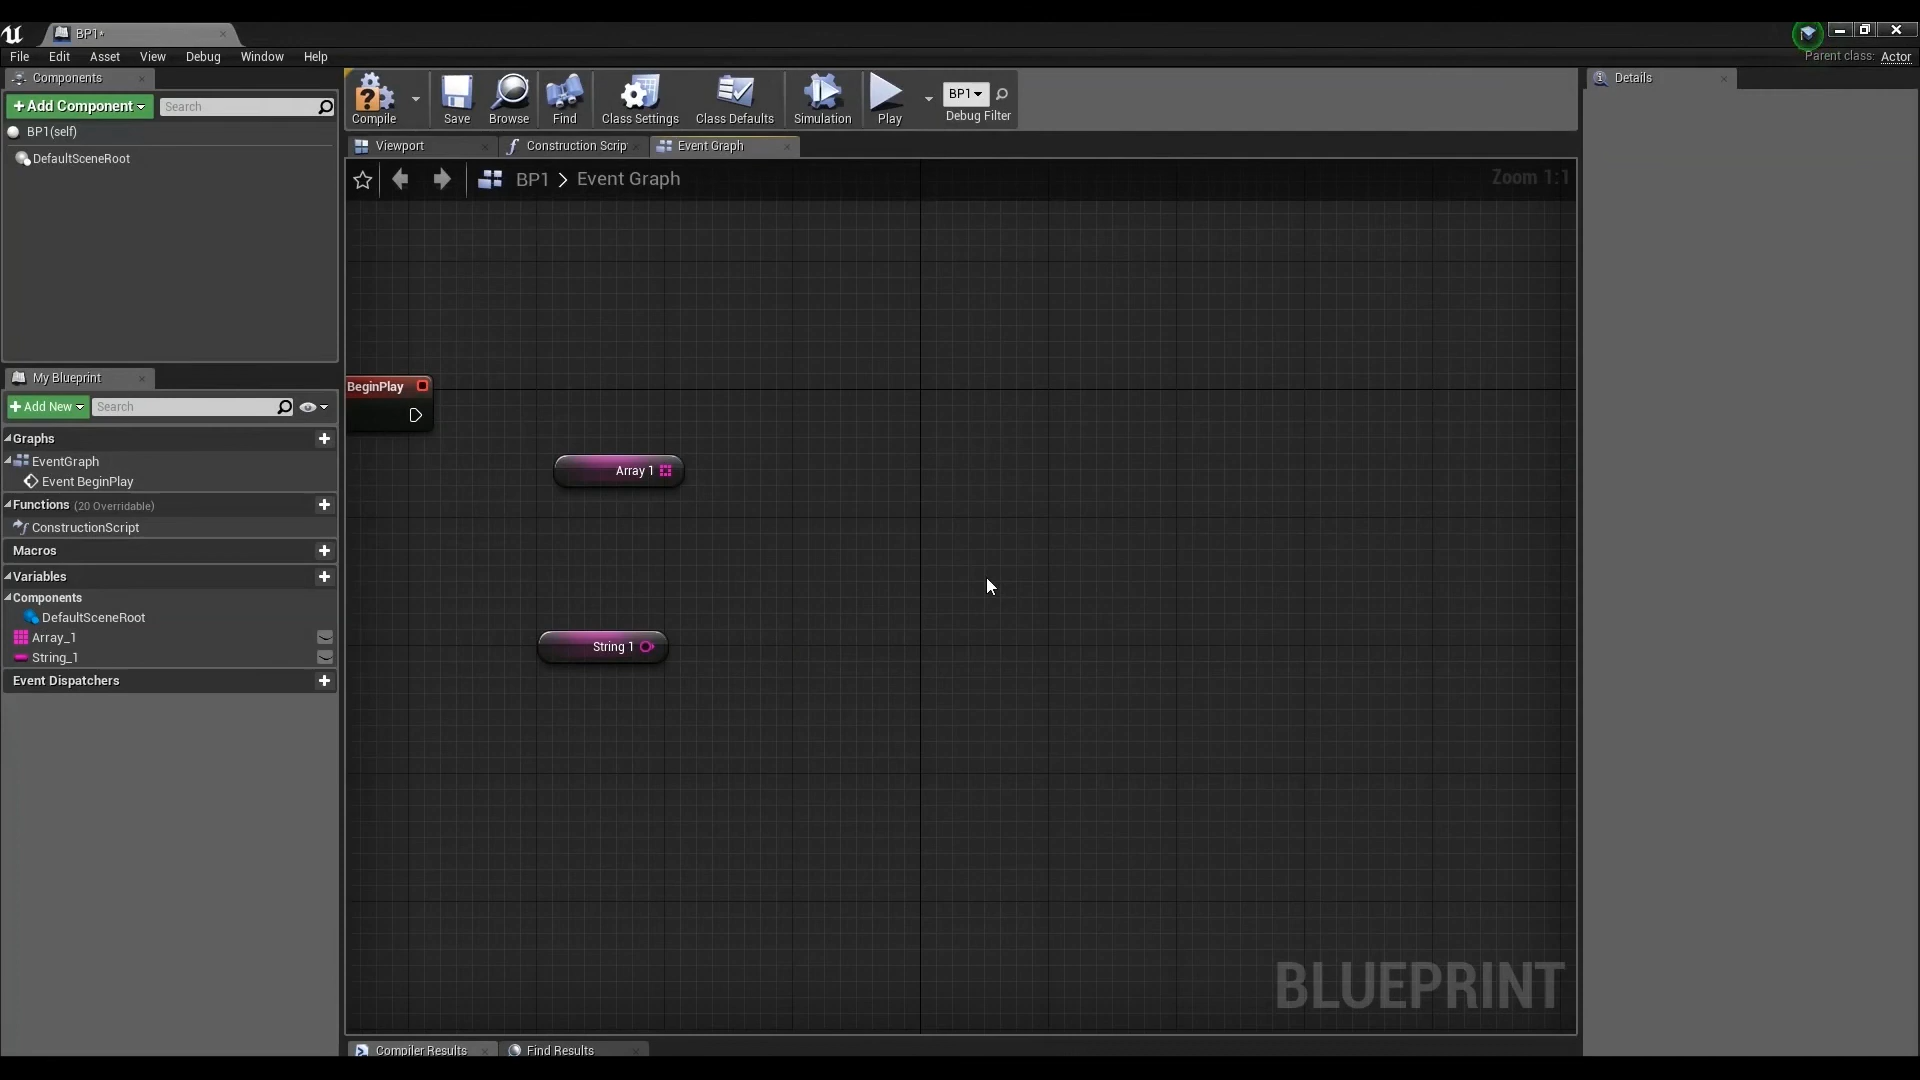 BP1*
File Edit Asset View Debug Window Help
Parent class: Actor
Components
+Add Component
Search
BP1(self)
DefaultSceneRoot
Compile
Save
Browse
Find
Class Settings
Class Defaults
Simulation
Play
BP1
Debug Filter
Details
Viewport
Construction Scrip
Event Graph
BP1 > Event Graph
Zoom 1:1
My Blueprint
+Add New
Search
Graphs
EventGraph
Event BeginPlay
Functions (20 Overridable)
ConstructionScript
Macros
Variables
Components
DefaultSceneRoot
Array_1
String_1
Event Dispatchers
BeginPlay
Array 1
String 1
BLUEPRINT
Compiler Results
Find Results